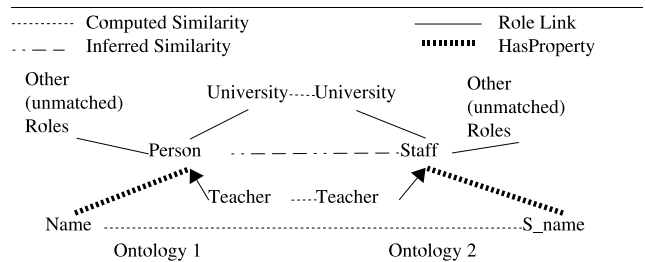 Computed Similarity
Role Link
Inferred Similarity
HasProperty
Other
(unmatched)
Roles
University
University
Other
(unmatched)
Roles
Person
Staff
Teacher
Teacher
Name
S_name
Ontology 1
Ontology 2